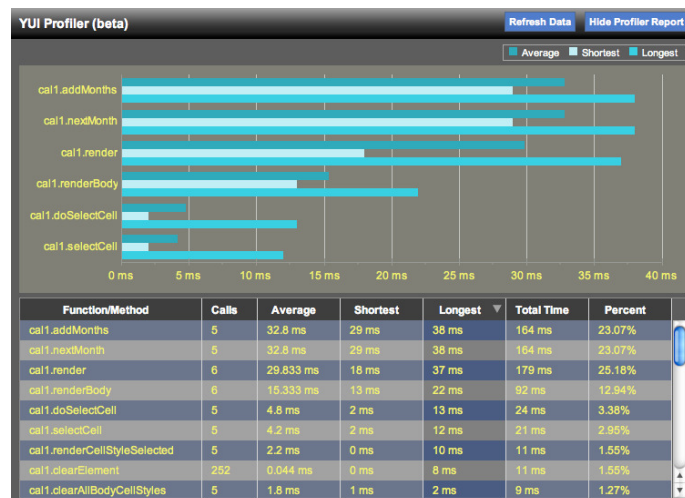 YUI Profiler (beta) Refresh Data Hide Profiler Report
Average Shortest Longest
cal1.addMonths
cal1.nextMonth
cal1.render
cal1.renderBody
cal1.doSelectCell
cal1.selectCell
0 ms 5 ms 10 ms 15 ms 20 ms 25 ms 30 ms 35 ms 40 ms
Function/Method Calls Average Shortest Longest Total Time Percent
cal1.addMonths 5 32.8 ms 29 ms 38 ms 164 ms 23.07%
cal1.nextMonth 5 32.8 ms 29 ms 38 ms 164 ms 23.07%
cal1.render 6 29.833 ms 18 ms 37 ms 179 ms 25.18%
cal1.renderBody 6 15.333 ms 13 ms 22 ms 92 ms 12.94%
cal1.doSelectCell 5 4.8 ms 2 ms 13 ms 24 ms 3.38%
cal1.selectCell 5 4.2 ms 2 ms 12 ms 21 ms 2.95%
cal1.renderCellStyleSelected 5 2.2 ms 0 ms 10 ms 11 ms 1.55%
cal1.clearElement 252 0.044 ms 0 ms 8 ms 11 ms 1.55%
cal1.clearAllBodyCellStyles 5 1.8 ms 1 ms 2 ms 9 ms 1.27%